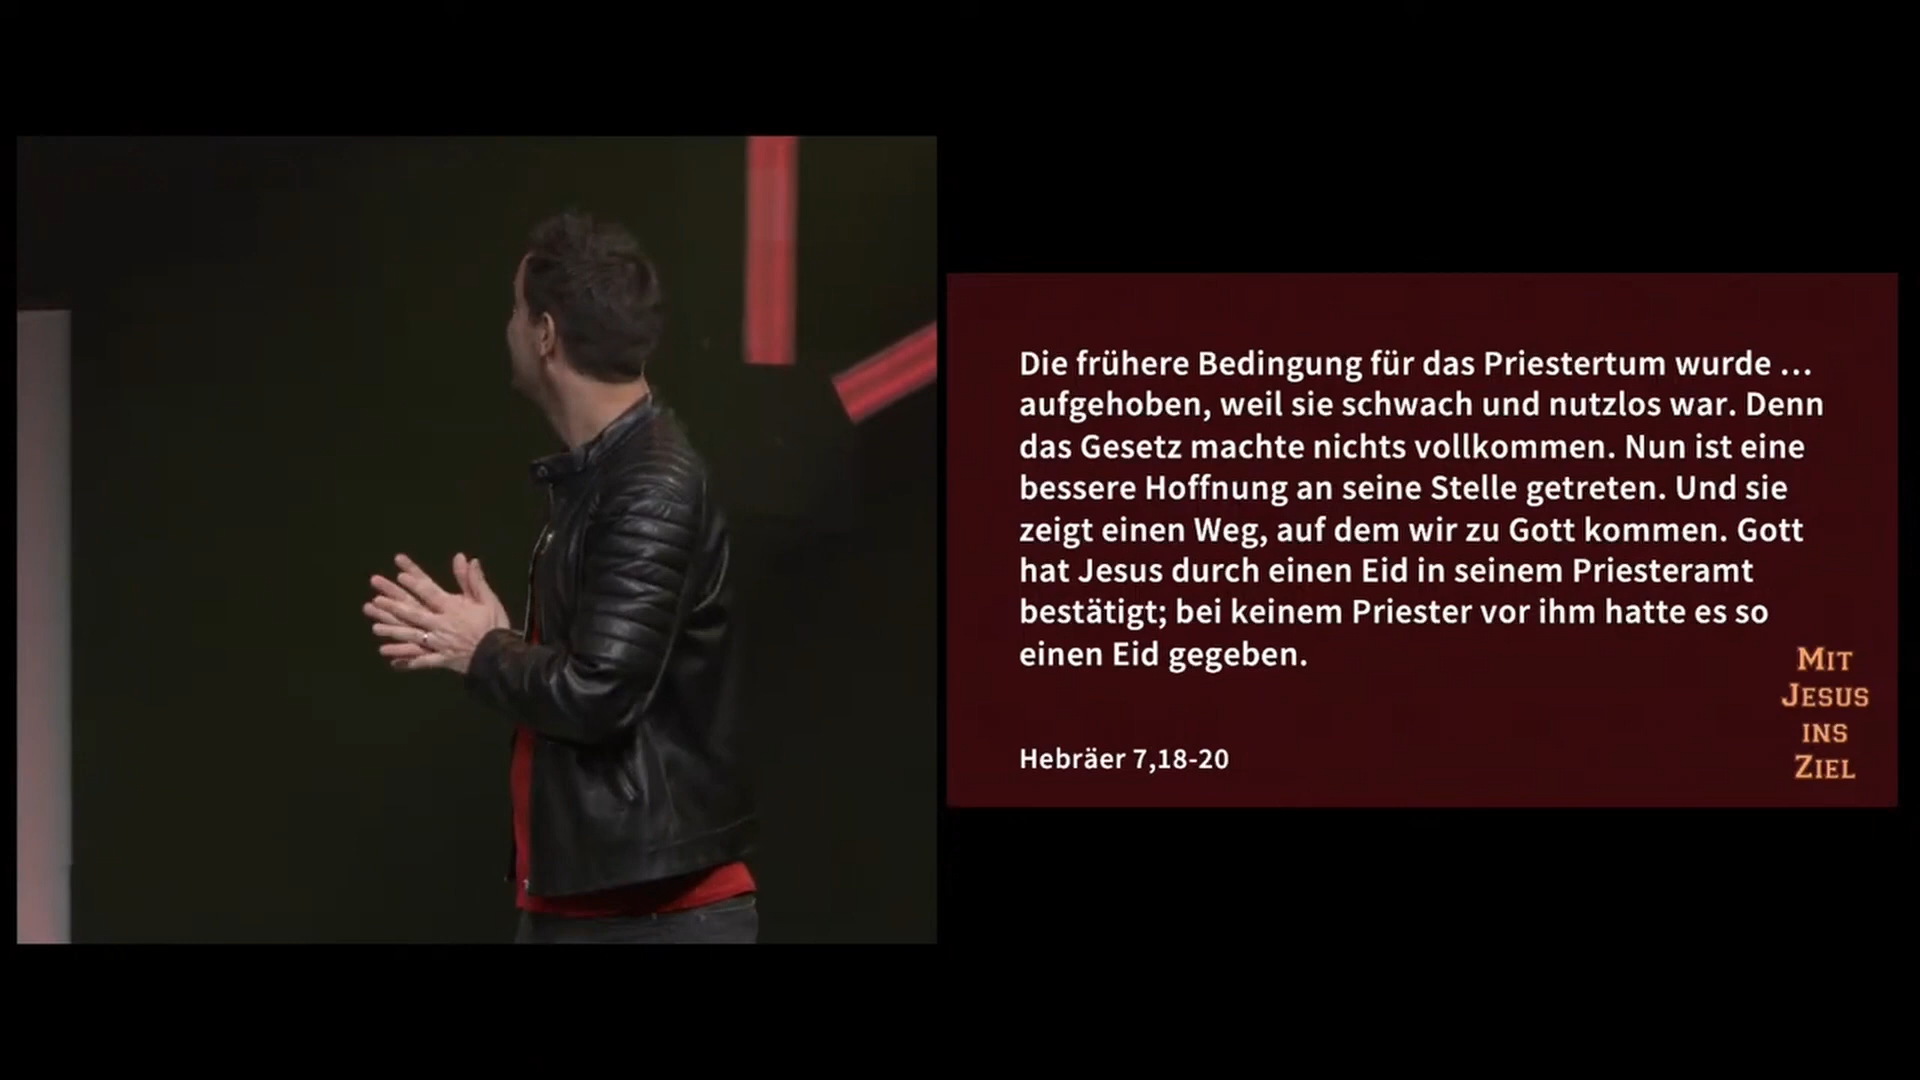 Die frühere Bedingung für das Priestertum wurde …
aufgehoben, weil sie schwach und nutzlos war. Denn
das Gesetz machte nichts vollkommen. Nun ist eine
bessere Hoffnung an seine Stelle getreten. Und sie
zeigt einen Weg, auf dem wir zu Gott kommen. Gott
hat Jesus durch einen Eid in seinem Priesteramt
bestätigt; bei keinem Priester vor ihm hatte es so
einen Eid gegeben.
Hebräer 7,18-20
MIT
JESUS
INS
ZIEL